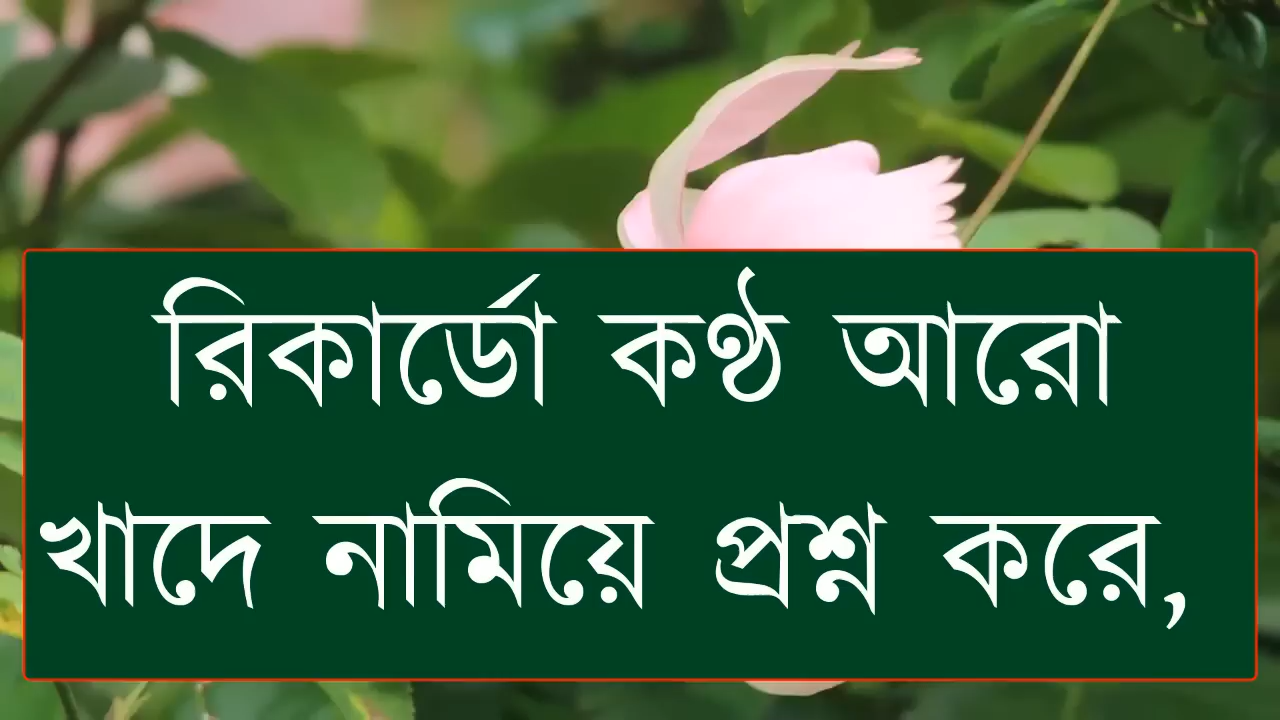 রিকার্ডো কণ্ঠ আরো
খাদে নামিয়ে প্রশ্ন করে,